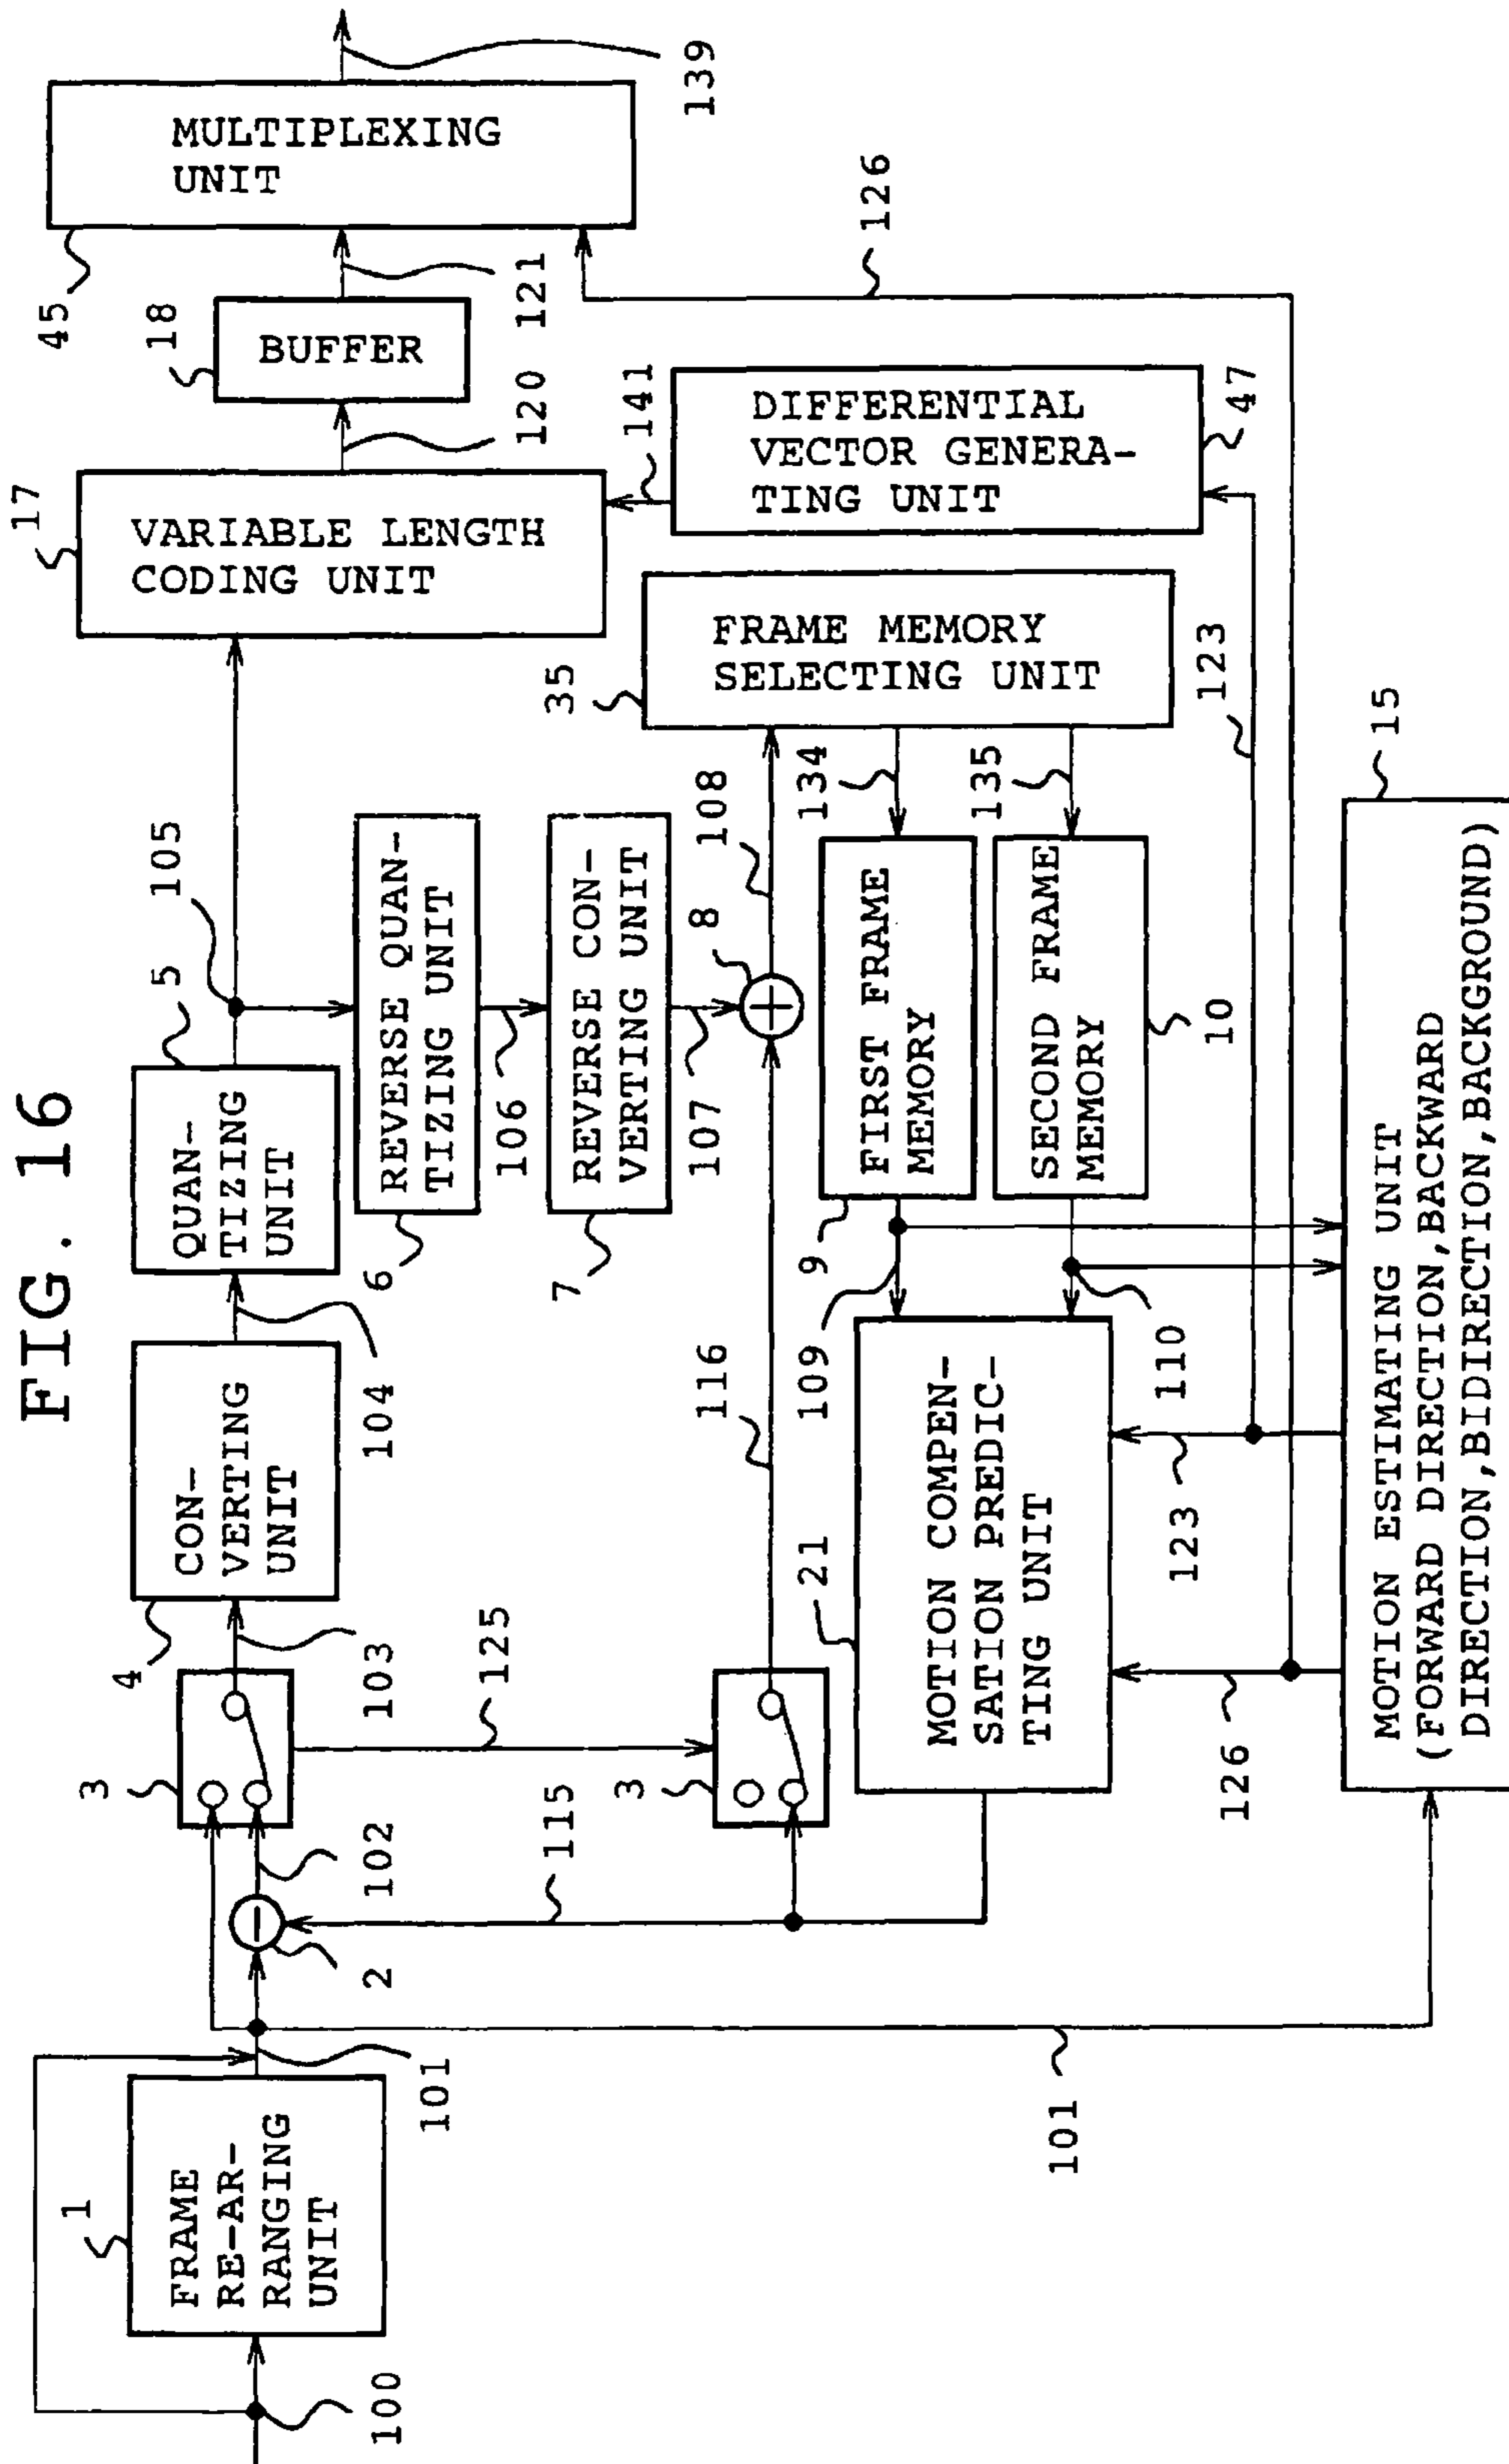 FIG. 16
1
FRAME
RE-AR-
RANGING
UNIT
100
101
101
2
102
3
103
4
CON-
VERTING
UNIT
104
5
QUAN-
TIZING
UNIT
105
17
VARIABLE LENGTH
CODING UNIT
120
18
BUFFER
121
45
MULTIPLEXING
UNIT
139
6
REVERSE QUAN-
TIZING UNIT
106
7
REVERSE CON-
VERTING UNIT
107
8
108
125
115
3
116
35
FRAME MEMORY
SELECTING UNIT
134
135
141
DIFFERENTIAL
VECTOR GENERA-
TING UNIT
47
126
9
FIRST FRAME
MEMORY
109
SECOND FRAME
MEMORY
10
110
21
MOTION COMPEN-
SATION PREDIC-
TING UNIT
126
123
123
15
MOTION ESTIMATING UNIT
(FORWARD DIRECTION,BACKWARD
DIRECTION,BIDIRECTION,BACKGROUND)